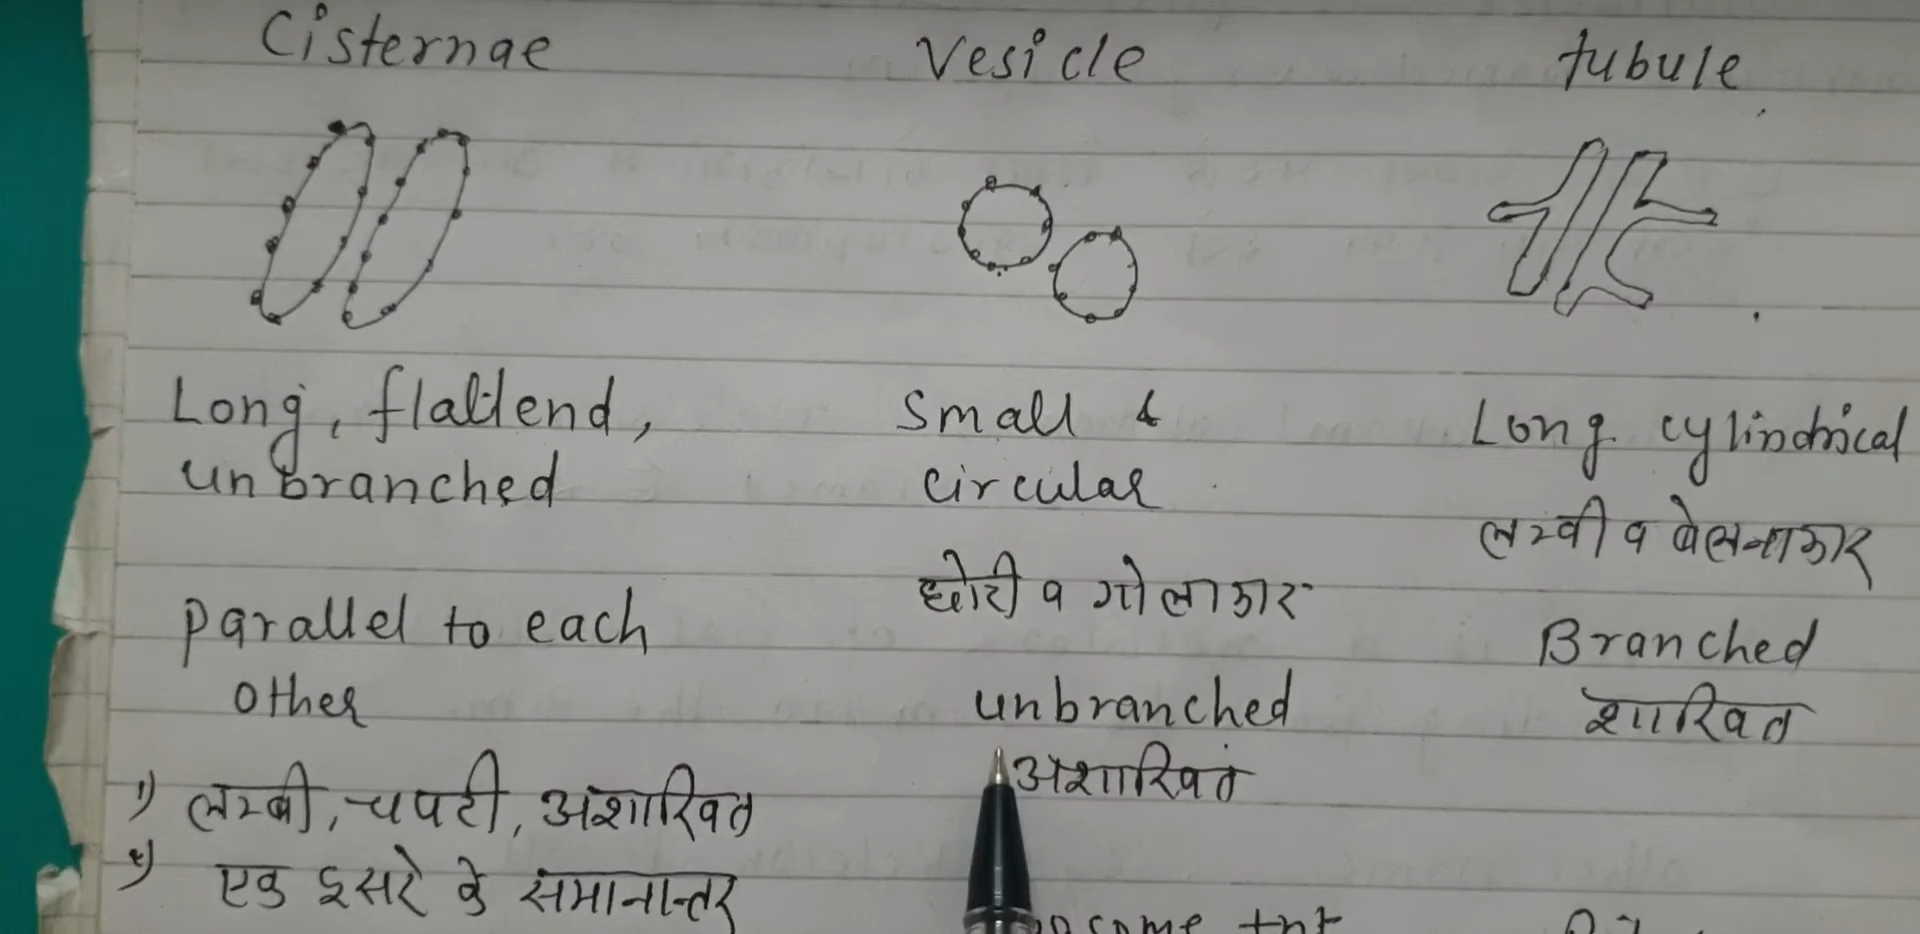 Cisternae
Vesicle
tubule
Long, flattend,
unbranched
Small &
circular
Long cylindrical
लम्बी व बेलनाकार
छोटी व गोलाकार
parallel to each
other
Branched
शाखित
unbranched
अशाखित
1) लम्बी, चपटी, अशाखित
2) एक दूसरे के समानान्तर